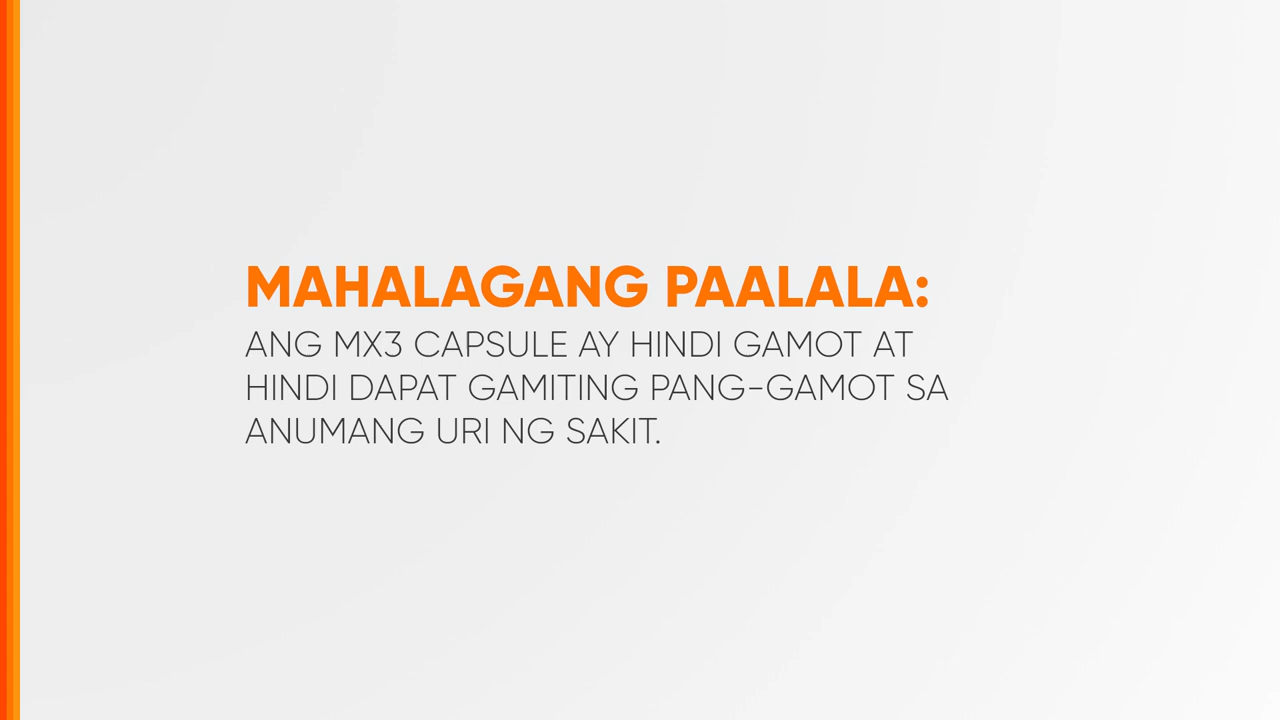 MAHALAGANG PAALALA:
ANG MX3 CAPSULE AY HINDI GAMOT AT
HINDI DAPAT GAMITING PANG-GAMOT SA
ANUMANG URI NG SAKIT.